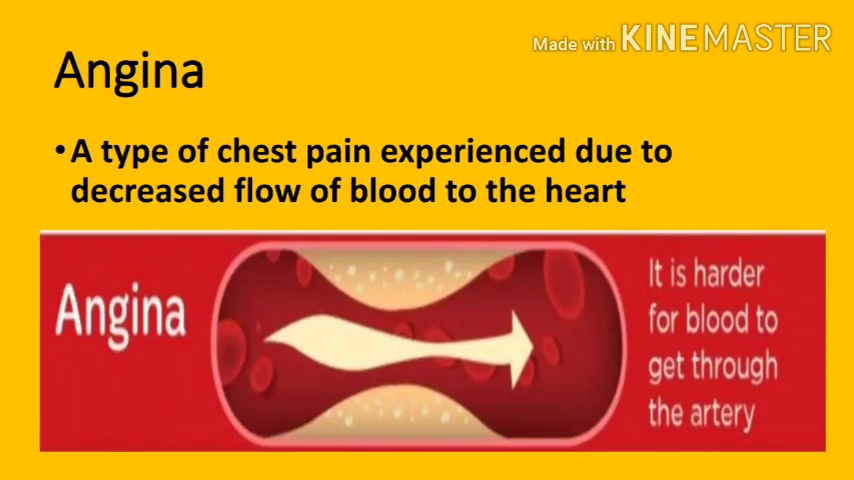 Made with KINEMASTER
Angina
•A type of chest pain experienced due to
decreased flow of blood to the heart
Angina
It is harder
for blood to
get through
the artery